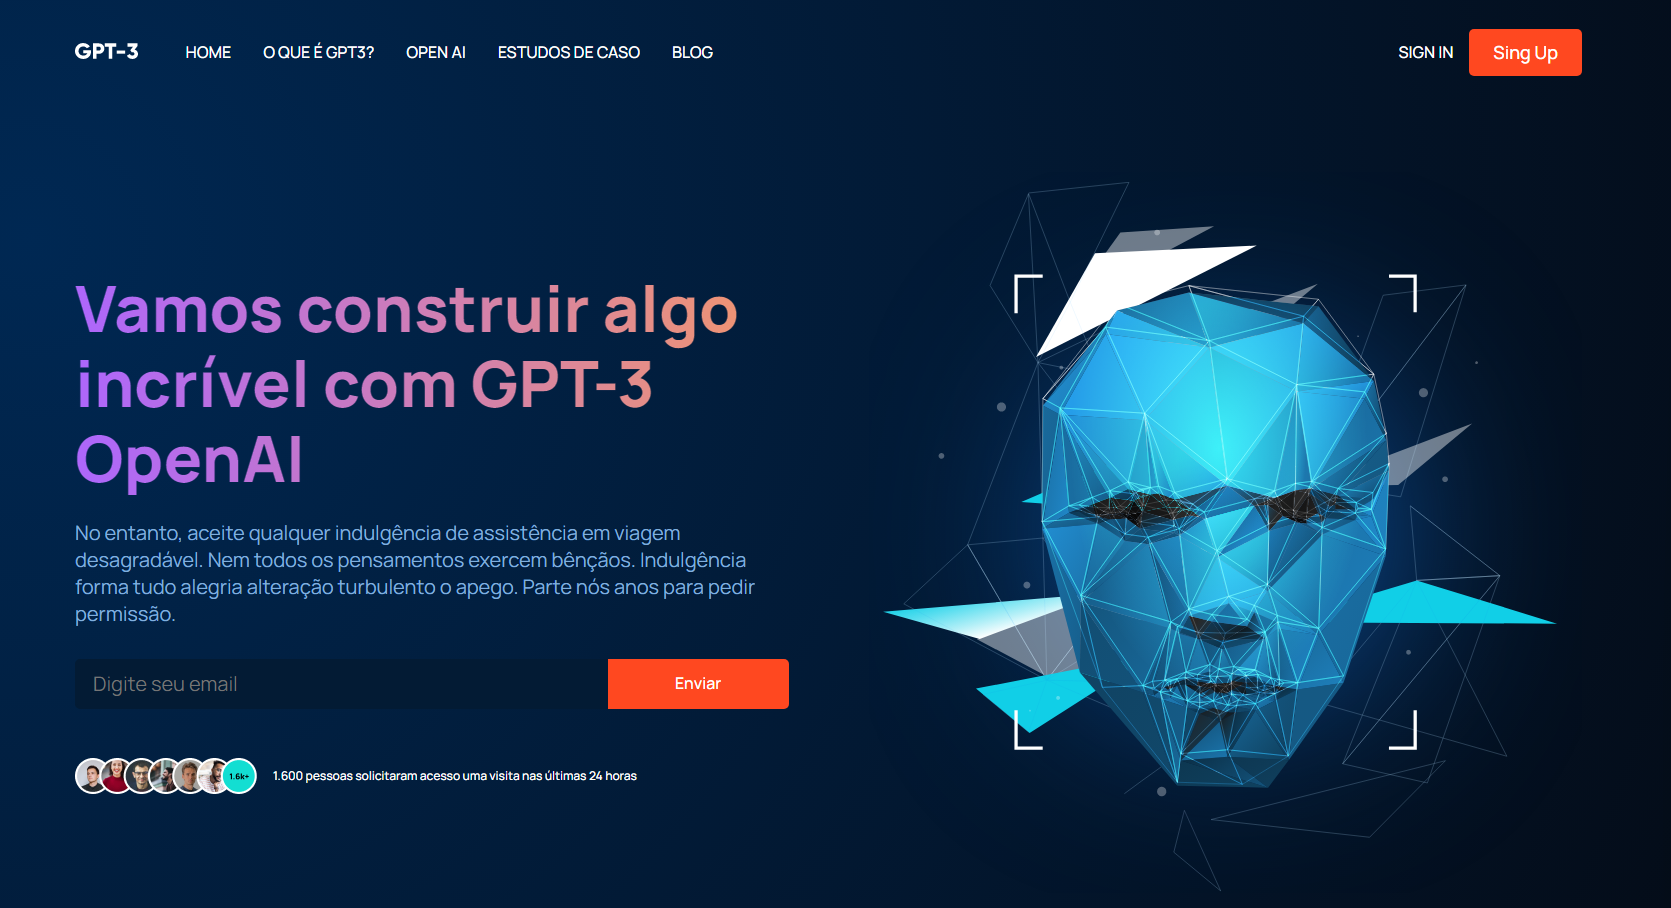 GPT-3 HOME O QUE É GPT3? OPEN AI ESTUDOS DE CASO BLOG SIGN IN Sing Up
Vamos construir algo
incrível com GPT-3
OpenAI
No entanto, aceite qualquer indulgência de assistência em viagem
desagradável. Nem todos os pensamentos exercem bênçãos. Indulgência
forma tudo alegria alteração turbulento o apego. Parte nós anos para pedir
permissão.
Digite seu email Enviar
1.6k+ 1.600 pessoas solicitaram acesso uma visita nas últimas 24 horas